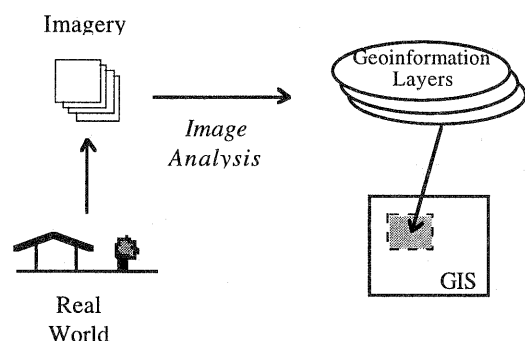 Imagery
Geoinformation
Layers
Image
Analysis
GIS
Real
World